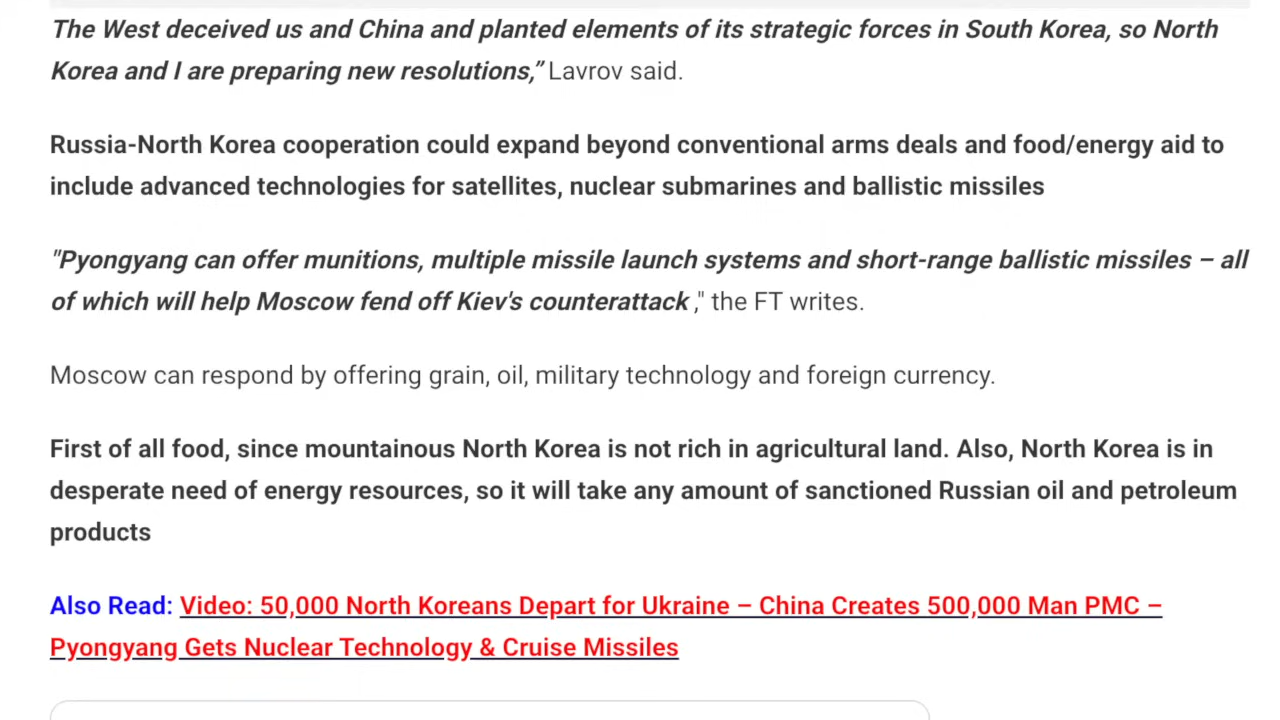 The West deceived us and China and planted elements of its strategic forces in South Korea, so North
Korea and I are preparing new resolutions,” Lavrov said.
Russia-North Korea cooperation could expand beyond conventional arms deals and food/energy aid to
include advanced technologies for satellites, nuclear submarines and ballistic missiles
"Pyongyang can offer munitions, multiple missile launch systems and short-range ballistic missiles – all
of which will help Moscow fend off Kiev's counterattack ," the FT writes.
Moscow can respond by offering grain, oil, military technology and foreign currency.
First of all food, since mountainous North Korea is not rich in agricultural land. Also, North Korea is in
desperate need of energy resources, so it will take any amount of sanctioned Russian oil and petroleum
products
Also Read: Video: 50,000 North Koreans Depart for Ukraine – China Creates 500,000 Man PMC –
Pyongyang Gets Nuclear Technology & Cruise Missiles